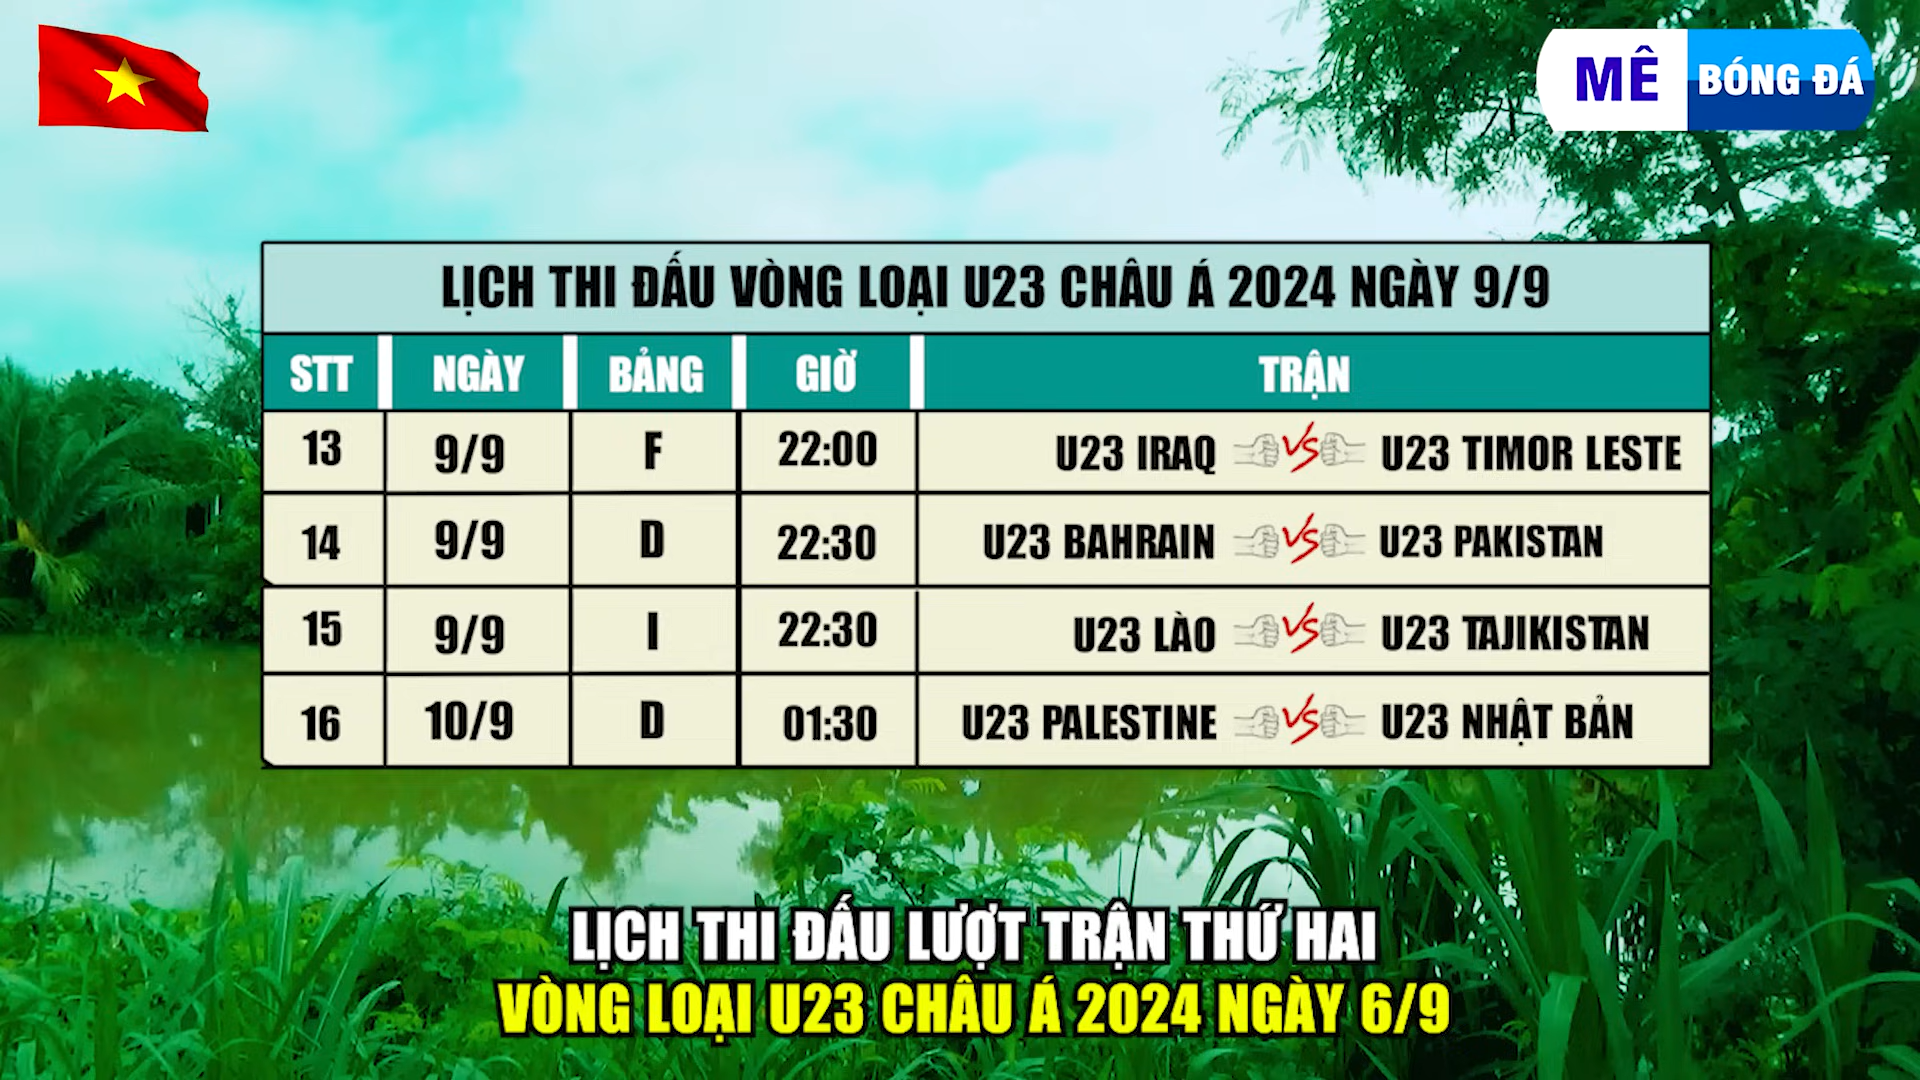 MÊ BÓNG ĐÁ
LỊCH THI ĐẤU VÒNG LOẠI U23 CHÂU Á 2024 NGÀY 9/9
STT NGÀY BẢNG GIỜ TRẬN
13 9/9 F 22:00 U23 IRAQ VS U23 TIMOR LESTE
14 9/9 D 22:30 U23 BAHRAIN VS U23 PAKISTAN
15 9/9 I 22:30 U23 LÀO VS U23 TAJIKISTAN
16 10/9 D 01:30 U23 PALESTINE VS U23 NHẬT BẢN
LỊCH THI ĐẤU LƯỢT TRẬN THỨ HAI
VÒNG LOẠI U23 CHÂU Á 2024 NGÀY 6/9